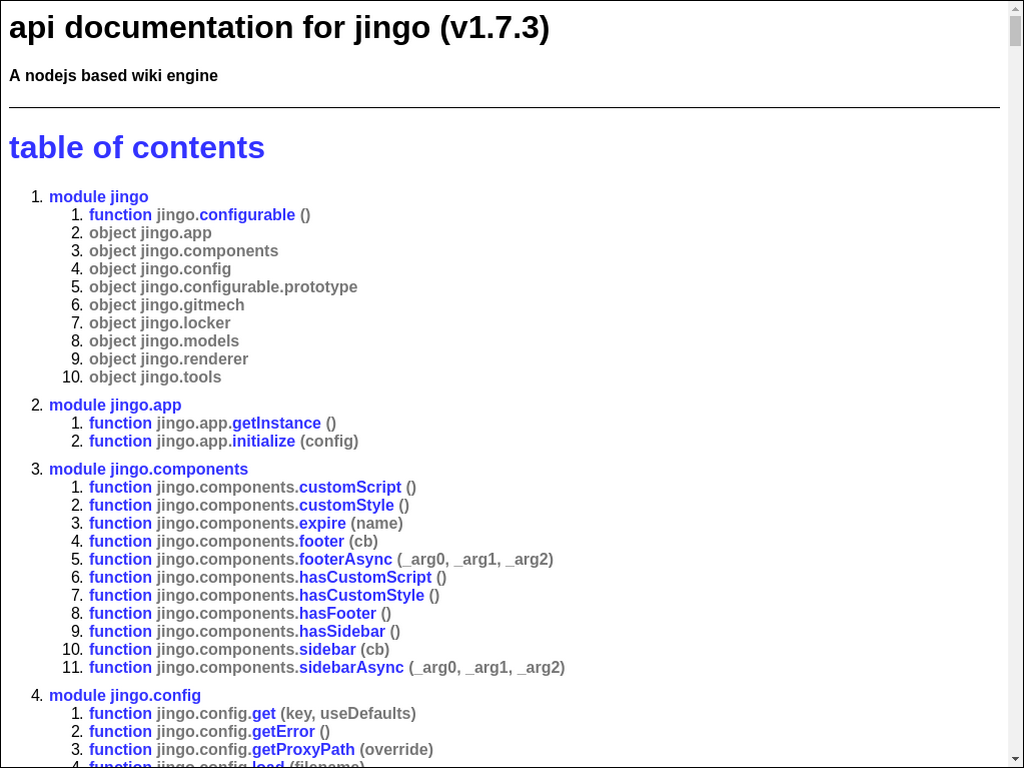 api documentation for jingo (v1.7.3)
A nodejs based wiki engine
table of contents
1. module jingo
1. function jingo.configurable ()
2. object jingo.app
3. object jingo.components
4. object jingo.config
5. object jingo.configurable.prototype
6. object jingo.gitmech
7. object jingo.locker
8. object jingo.models
9. object jingo.renderer
10. object jingo.tools
2. module jingo.app
1. function jingo.app.getInstance ()
2. function jingo.app.initialize (config)
3. module jingo.components
1. function jingo.components.customScript ()
2. function jingo.components.customStyle ()
3. function jingo.components.expire (name)
4. function jingo.components.footer (cb)
5. function jingo.components.footerAsync (_arg0, _arg1, _arg2)
6. function jingo.components.hasCustomScript ()
7. function jingo.components.hasCustomStyle ()
8. function jingo.components.hasFooter ()
9. function jingo.components.hasSidebar ()
10. function jingo.components.sidebar (cb)
11. function jingo.components.sidebarAsync (_arg0, _arg1, _arg2)
4. module jingo.config
1. function jingo.config.get (key, useDefaults)
2. function jingo.config.getError ()
3. function jingo.config.getProxyPath (override)
4. function jingo.config.load (filename)